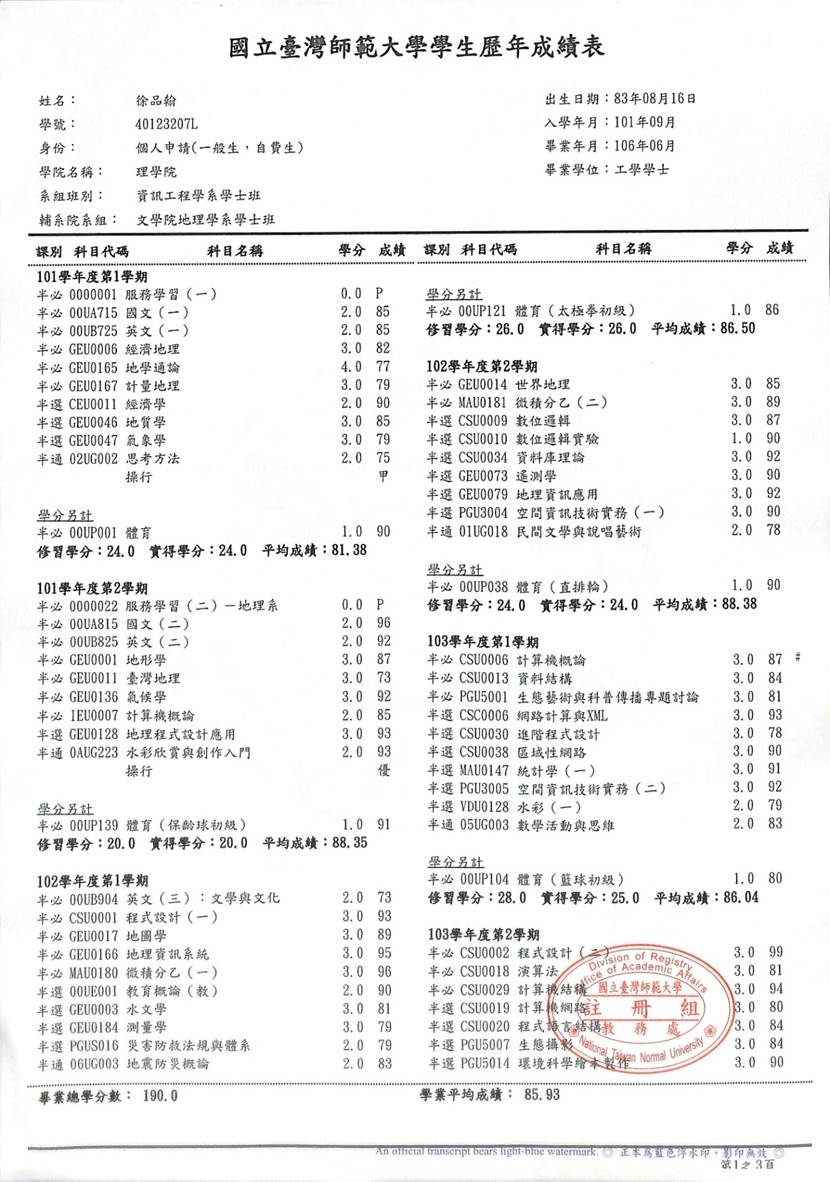 國立臺灣師範大學學生歷年成績表
姓名： 徐品翰
學號： 40123207L
身份： 個人申請(一般生，自費生)
學院名稱： 理學院
系組班別： 資訊工程學系學士班
輔系院系組： 文學院地理學系學士班
出生日期：83年08月16日
入學年月：101年09月
畢業年月：106年06月
畢業學位：工學學士
課別 科目代碼 科目名稱 學分 成績
101學年度第1學期
半必 0000001 服務學習（一） 0.0 P
半必 00UA715 國文（一） 2.0 85
半必 00UB725 英文（一） 2.0 85
半必 GEU0006 經濟地理 3.0 82
半必 GEU0165 地學通論 4.0 77
半必 GEU0167 計量地理 3.0 79
半選 CEU0011 經濟學 2.0 90
半選 GEU0046 地質學 3.0 85
半選 GEU0047 氣象學 3.0 79
半通 02UG002 思考方法 2.0 75
操行 甲
學分另計
半必 00UP001 體育 1.0 90
修習學分：24.0 實得學分：24.0 平均成績：81.38
101學年度第2學期
半必 0000022 服務學習（二）－地理系 0.0 P
半必 00UA815 國文（二） 2.0 96
半必 00UB825 英文（二） 2.0 92
半必 GEU0001 地形學 3.0 87
半必 GEU0011 臺灣地理 3.0 73
半必 GEU0136 氣候學 3.0 92
半必 IEU0007 計算機概論 2.0 85
半選 GEU0128 地理程式設計應用 3.0 93
半通 0AUG223 水彩欣賞與創作入門 2.0 93
操行 優
學分另計
半必 00UP139 體育（保齡球初級） 1.0 91
修習學分：20.0 實得學分：20.0 平均成績：88.35
102學年度第1學期
半必 00UB904 英文（三）：文學與文化 2.0 73
半必 CSU0001 程式設計（一） 3.0 93
半必 GEU0017 地圖學 3.0 89
半必 GEU0166 地理資訊系統 3.0 95
半必 MAU0180 微積分乙（一） 3.0 96
半選 00UE001 教育概論（教） 2.0 90
半選 GEU0003 水文學 3.0 81
半選 GEU0184 測量學 3.0 79
半選 PGUS016 災害防救法規與體系 2.0 79
半通 06UG003 地震防災概論 2.0 83
課別 科目代碼 科目名稱 學分 成績
學分另計
半必 00UP121 體育（太極拳初級） 1.0 86
修習學分：26.0 實得學分：26.0 平均成績：86.50
102學年度第2學期
半必 GEU0014 世界地理 3.0 85
半必 MAU0181 微積分乙（二） 3.0 89
半選 CSU0009 數位邏輯 3.0 87
半選 CSU0010 數位邏輯實驗 1.0 90
半選 CSU0034 資料庫理論 3.0 92
半選 GEU0073 遙測學 3.0 90
半選 GEU0079 地理資訊應用 3.0 92
半選 PGU3004 空間資訊技術實務（一） 3.0 90
半通 01UG018 民間文學與說唱藝術 2.0 78
學分另計
半必 00UP038 體育（直排輪） 1.0 90
修習學分：24.0 實得學分：24.0 平均成績：88.38
103學年度第1學期
半必 CSU0006 計算機概論 3.0 87 #
半必 CSU0013 資料結構 3.0 84
半必 PGU5001 生態藝術與科普傳播專題討論 3.0 81
半選 CSC0006 網路計算與XML 3.0 93
半選 CSU0030 進階程式設計 3.0 78
半選 CSU0038 區域性網路 3.0 90
半選 MAU0147 統計學（一） 3.0 91
半選 PGU3005 空間資訊技術實務（二） 3.0 92
半選 VDU0128 水彩（一） 2.0 79
半通 05UG003 數學活動與思維 2.0 83
學分另計
半必 00UP104 體育（籃球初級） 1.0 80
修習學分：28.0 實得學分：25.0 平均成績：86.04
103學年度第2學期
半必 CSU0002 程式設計（二） 3.0 99
半必 CSU0018 演算法 3.0 81
半必 CSU0029 計算機結構 3.0 94
半選 CSU0019 計算機網路 3.0 80
半選 CSU0020 程式語言結構 3.0 84
半選 PGU5007 生態攝影 3.0 84
半選 PGU5014 環境科學繪本製作 3.0 90
Division of Registry
Office of Academic Affairs
國立臺灣師範大學
註冊組
教務處
National Taiwan Normal University
畢業總學分數： 190.0 學業平均成績： 85.93
An official transcript bears light-blue watermark. 正本為藍色浮水印，影印無效
第1之 3頁